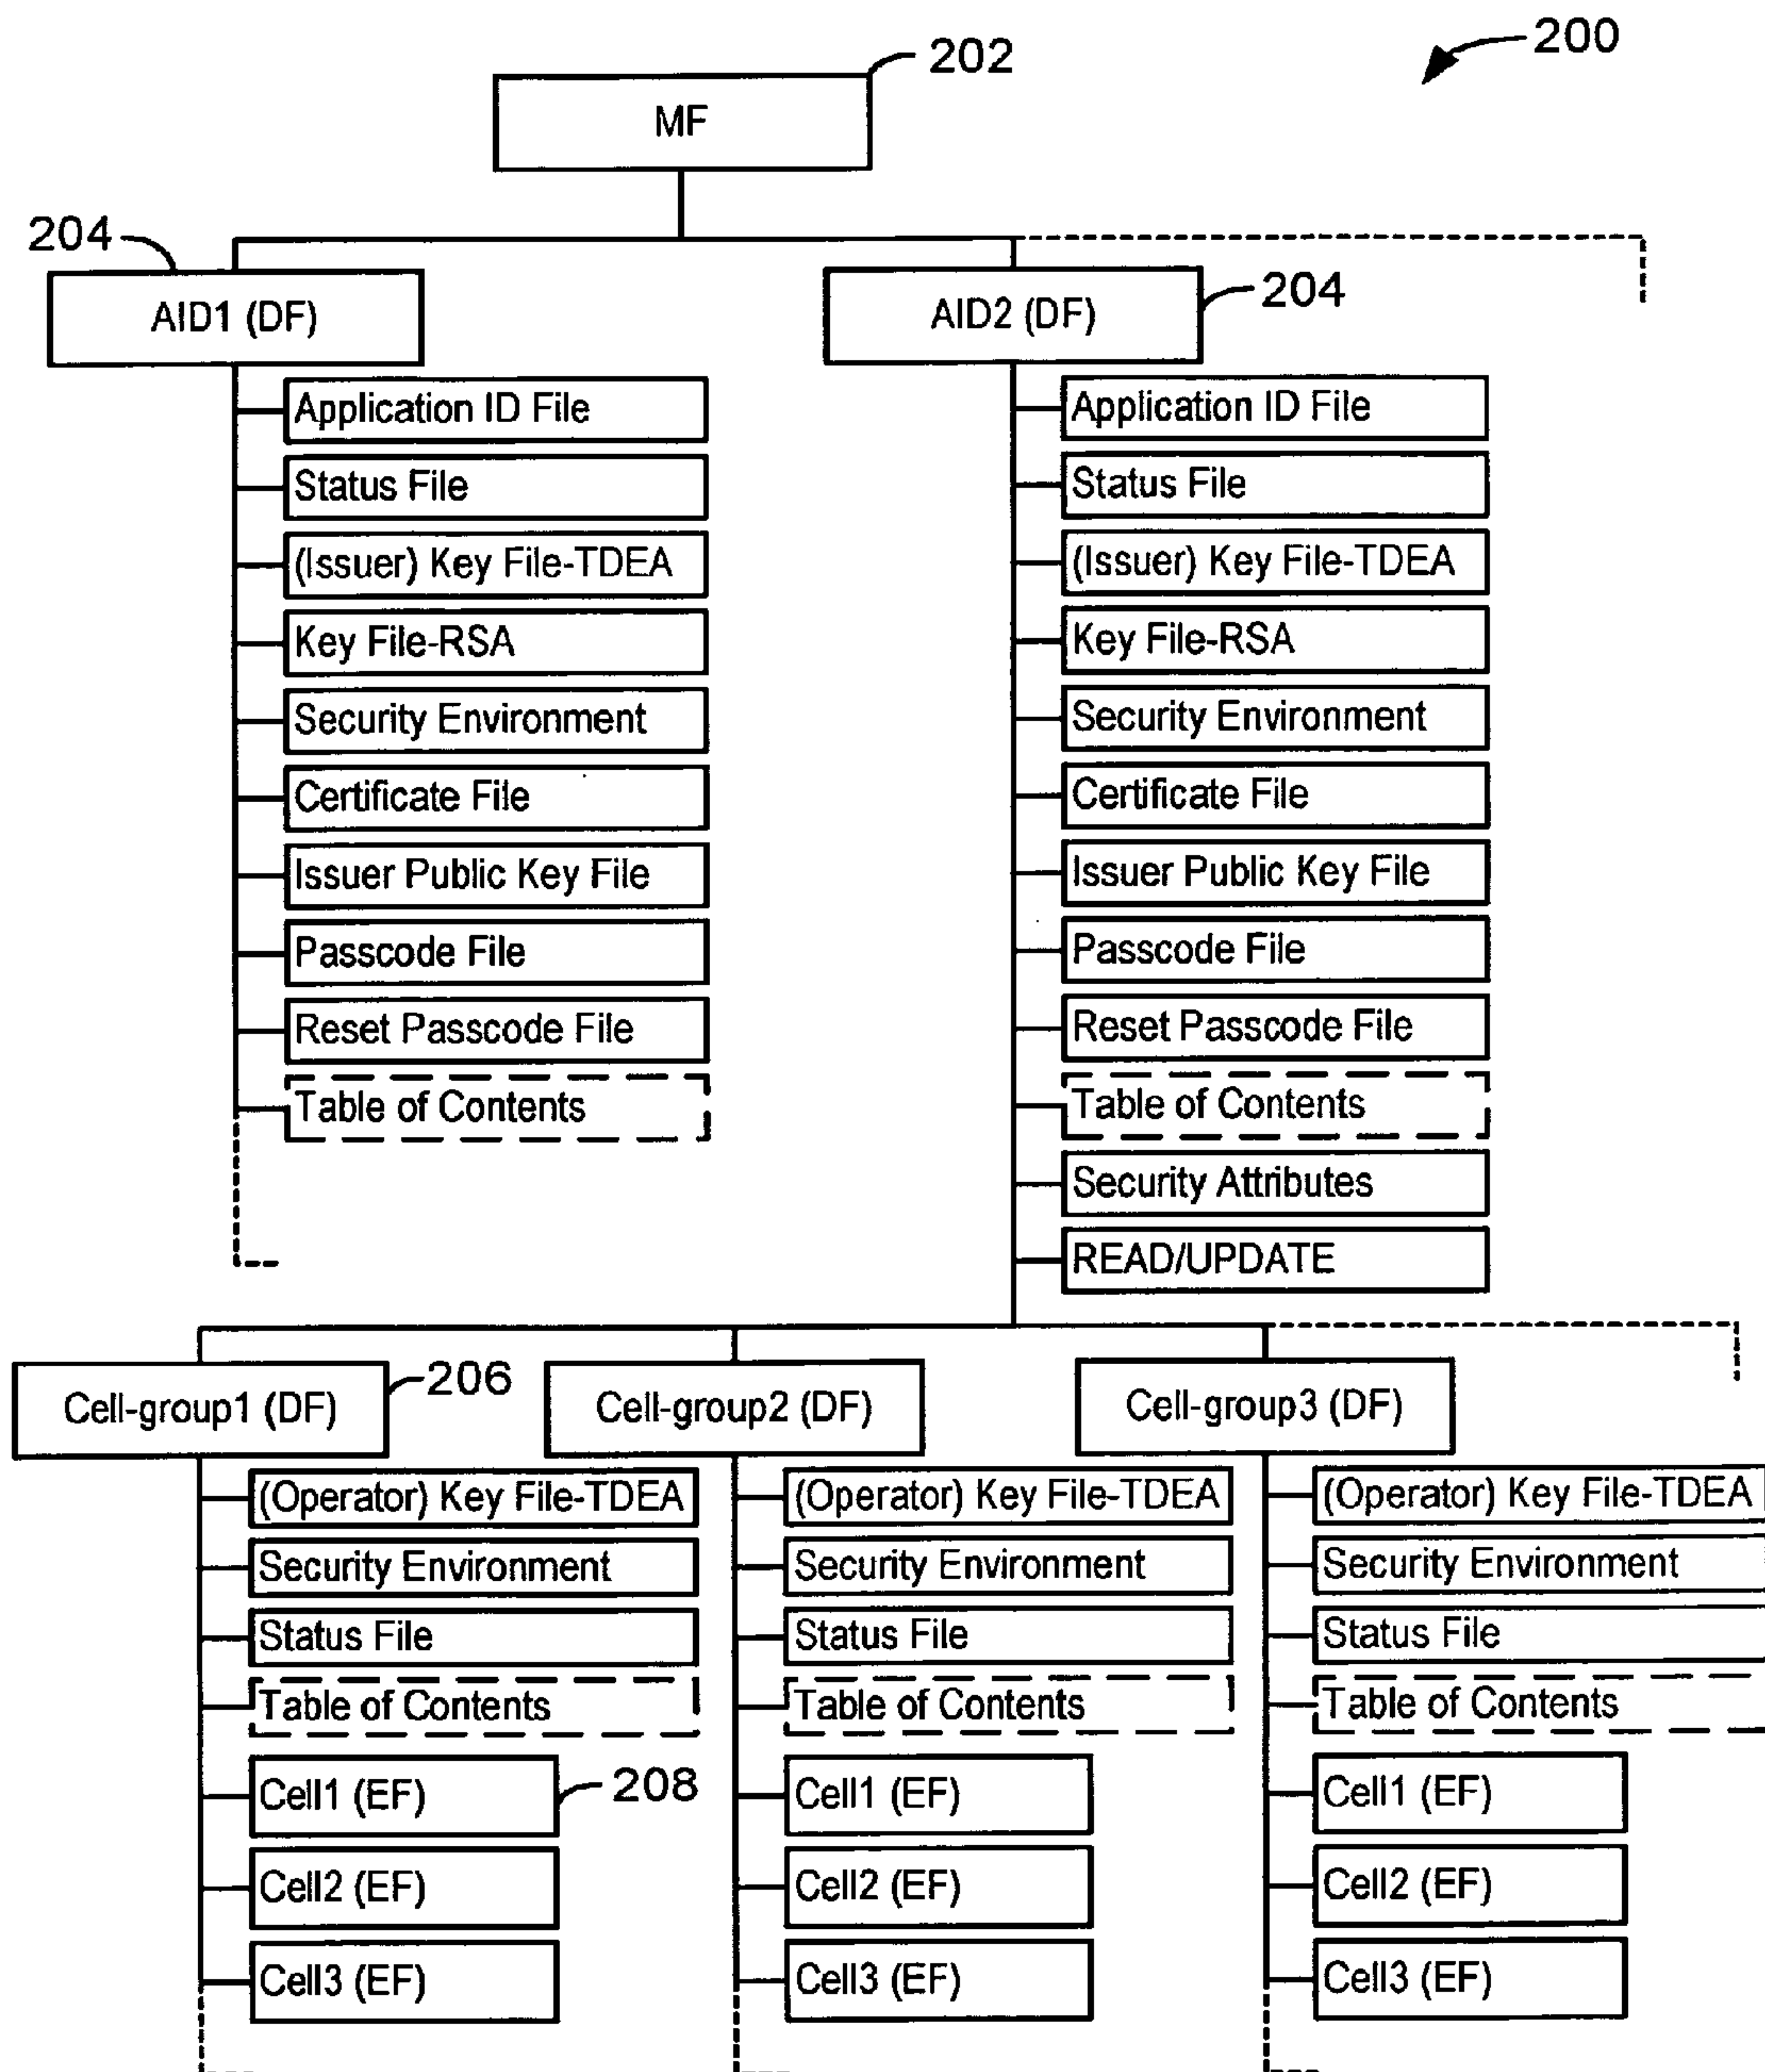 200
202
MF
204
AID1 (DF)
Application ID File
Status File
(Issuer) Key File-TDEA
Key File-RSA
Security Environment
Certificate File
Issuer Public Key File
Passcode File
Reset Passcode File
Table of Contents
AID2 (DF)
204
Application ID File
Status File
(Issuer) Key File-TDEA
Key File-RSA
Security Environment
Certificate File
Issuer Public Key File
Passcode File
Reset Passcode File
Table of Contents
Security Attributes
READ/UPDATE
Cell-group1 (DF)
206
(Operator) Key File-TDEA
Security Environment
Status File
Table of Contents
Cell1 (EF)
208
Cell2 (EF)
Cell3 (EF)
Cell-group2 (DF)
(Operator) Key File-TDEA
Security Environment
Status File
Table of Contents
Cell1 (EF)
Cell2 (EF)
Cell3 (EF)
Cell-group3 (DF)
(Operator) Key File-TDEA
Security Environment
Status File
Table of Contents
Cell1 (EF)
Cell2 (EF)
Cell3 (EF)